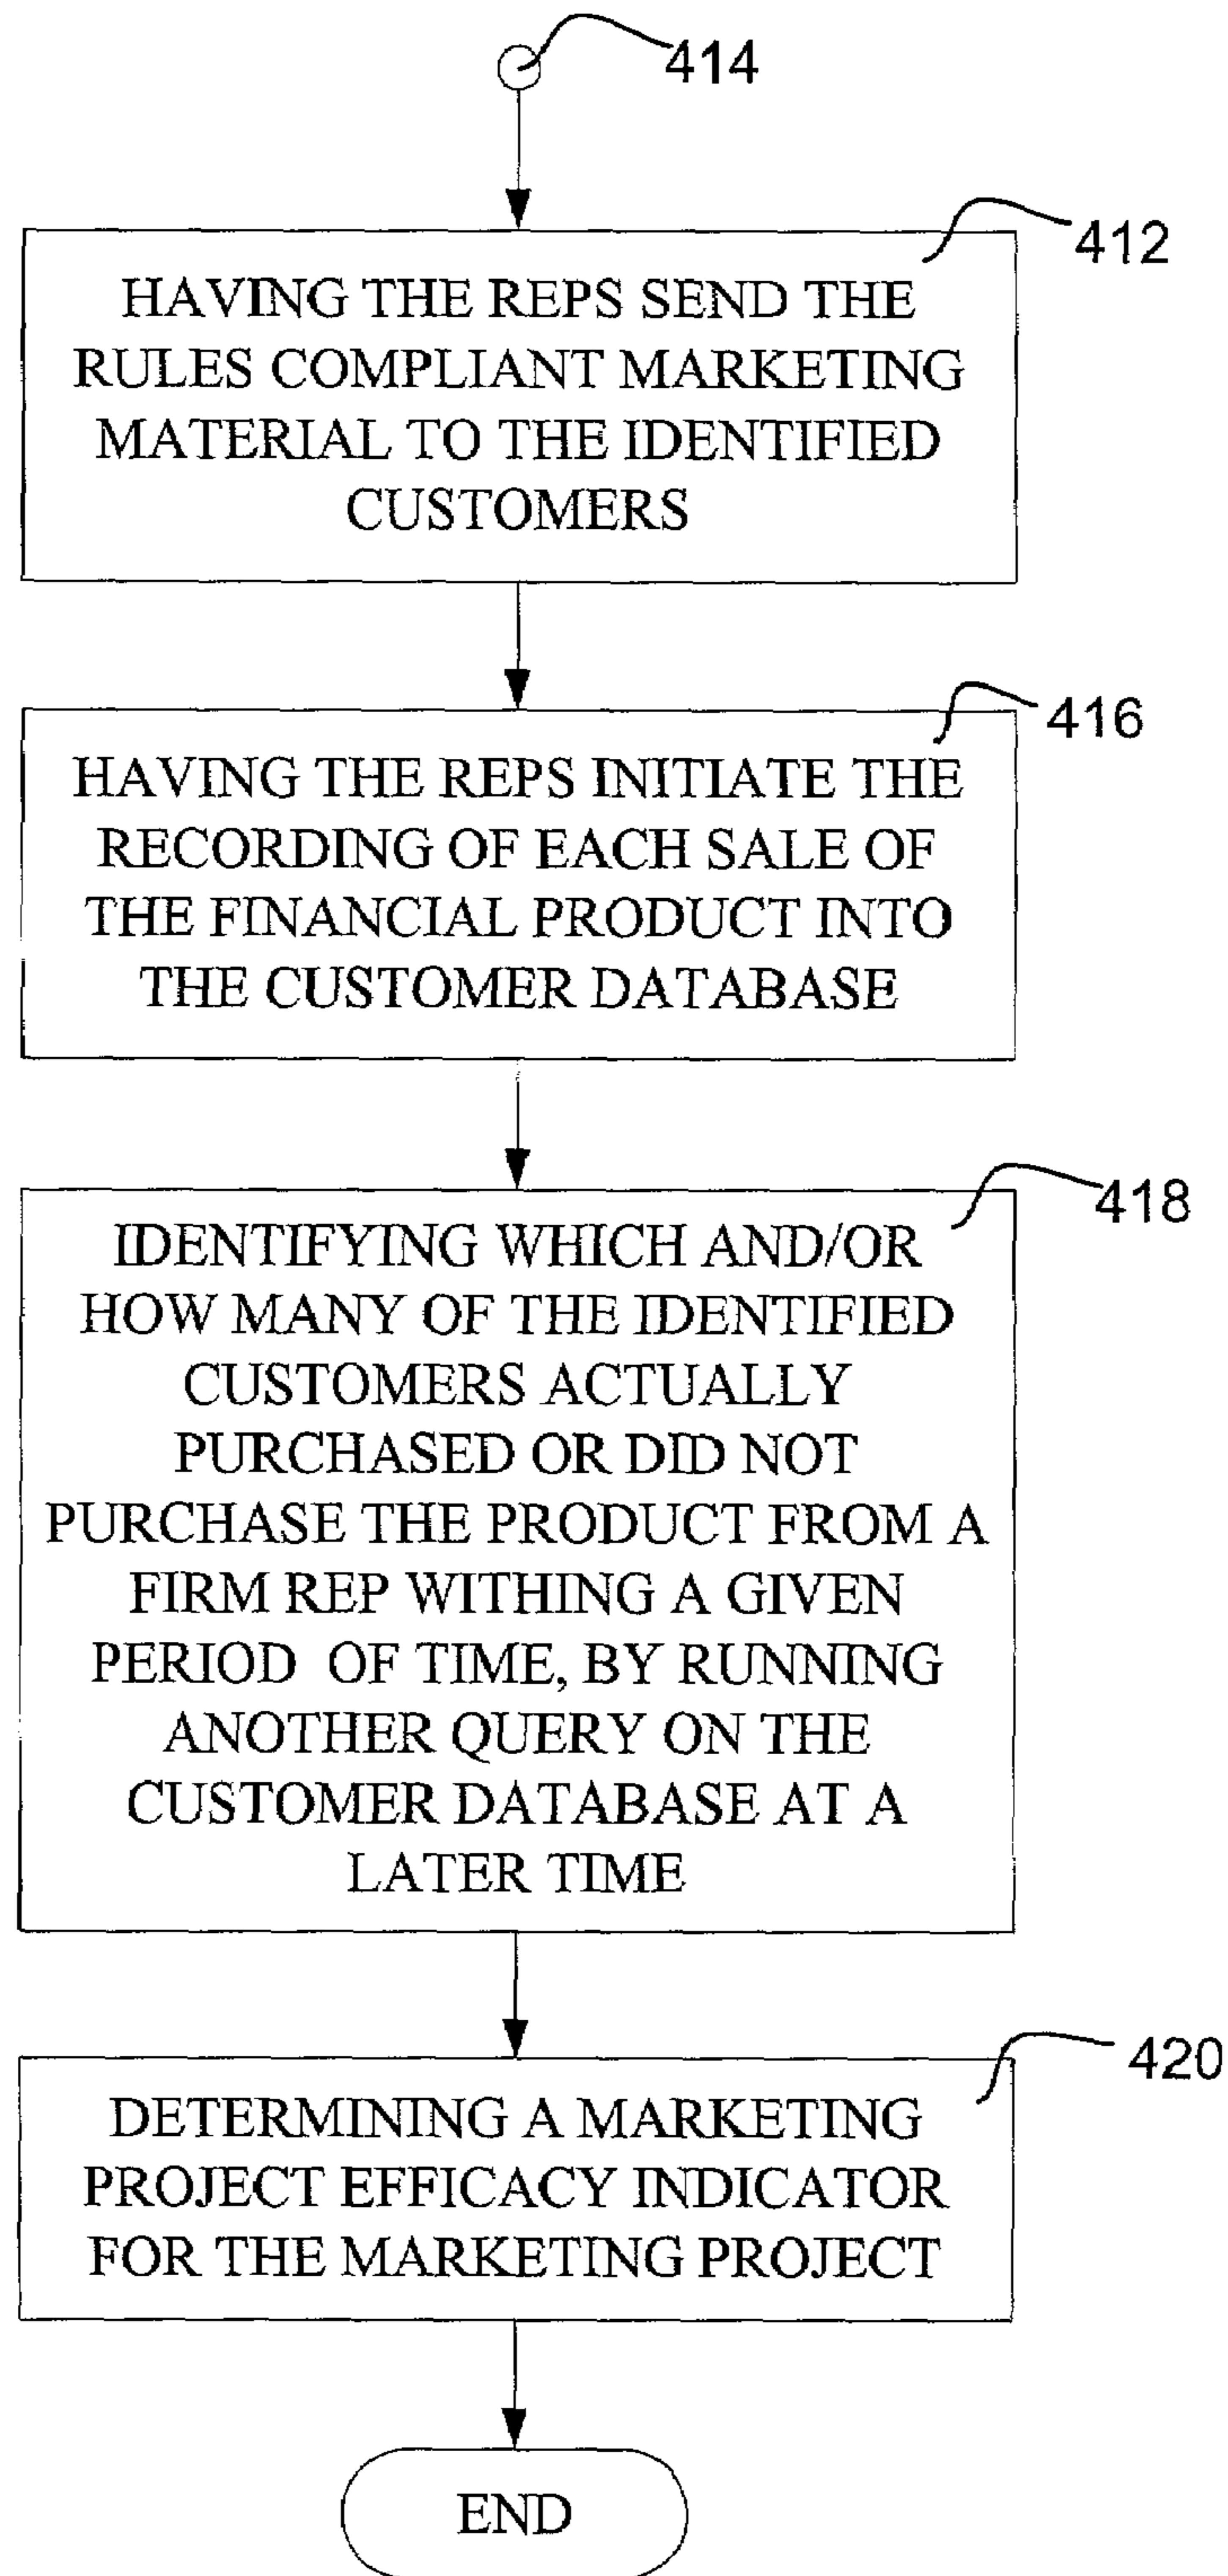 414
412
HAVING THE REPS SEND THE
RULES COMPLIANT MARKETING
MATERIAL TO THE IDENTIFIED
CUSTOMERS
416
HAVING THE REPS INITIATE THE
RECORDING OF EACH SALE OF
THE FINANCIAL PRODUCT INTO
THE CUSTOMER DATABASE
418
IDENTIFYING WHICH AND/OR
HOW MANY OF THE IDENTIFIED
CUSTOMERS ACTUALLY
PURCHASED OR DID NOT
PURCHASE THE PRODUCT FROM A
FIRM REP WITHING A GIVEN
PERIOD OF TIME, BY RUNNING
ANOTHER QUERY ON THE
CUSTOMER DATABASE AT A
LATER TIME
420
DETERMINING A MARKETING
PROJECT EFFICACY INDICATOR
FOR THE MARKETING PROJECT
END